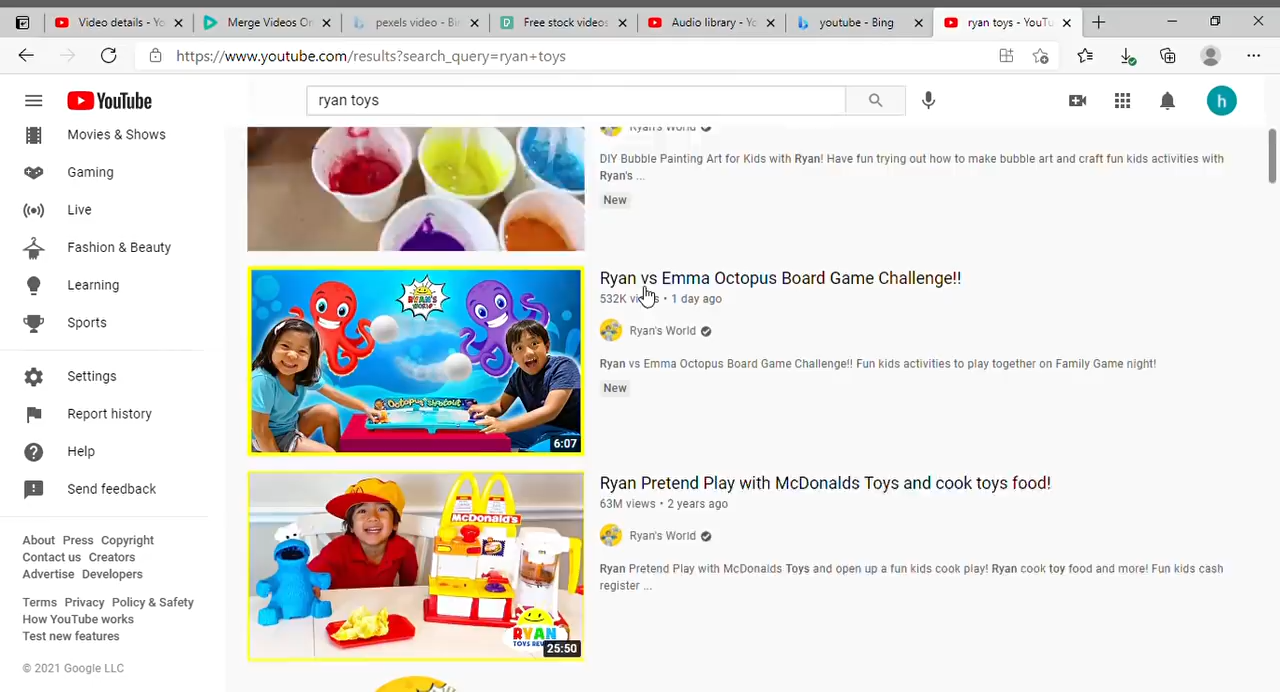 Video details - Yo
Merge Videos On
pexels video - Bin
Free stock videos
Audio library - Yo
youtube - Bing
ryan toys - YouTu
https://www.youtube.com/results?search_query=ryan+toys
YouTube
ryan toys
h
Movies & Shows
Gaming
Live
Fashion & Beauty
Learning
Sports
Settings
Report history
Help
Send feedback
About Press Copyright
Contact us Creators
Advertise Developers
Terms Privacy Policy & Safety
How YouTube works
Test new features
© 2021 Google LLC
Ryan's World
DIY Bubble Painting Art for Kids with Ryan! Have fun trying out how to make bubble art and craft fun kids activities with
Ryan's ...
New
RYAN'S
WORLD
Octopus Shootout
6:07
Ryan vs Emma Octopus Board Game Challenge!!
532K views • 1 day ago
Ryan's World
Ryan vs Emma Octopus Board Game Challenge!! Fun kids activities to play together on Family Game night!
New
McDonald's
RYAN
TOYS REV
25:50
Ryan Pretend Play with McDonalds Toys and cook toys food!
63M views • 2 years ago
Ryan's World
Ryan Pretend Play with McDonalds Toys and open up a fun kids cook play! Ryan cook toy food and more! Fun kids cash
register ...